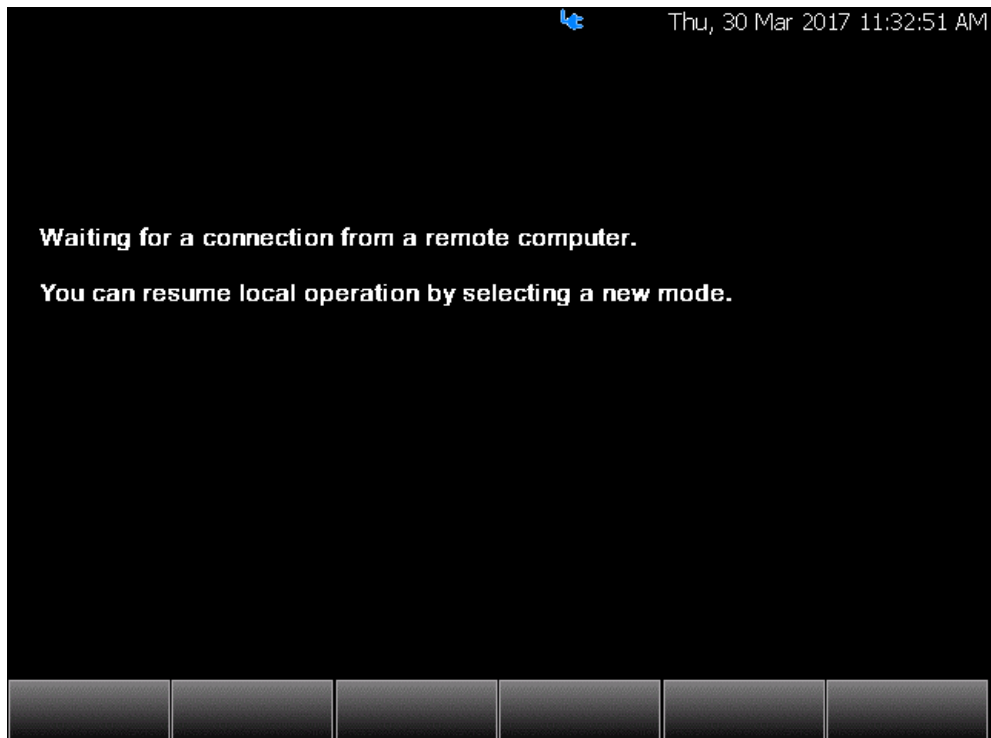 Thu, 30 Mar 2017 11:32:51 AM
Waiting for a connection from a remote computer.
You can resume local operation by selecting a new mode.